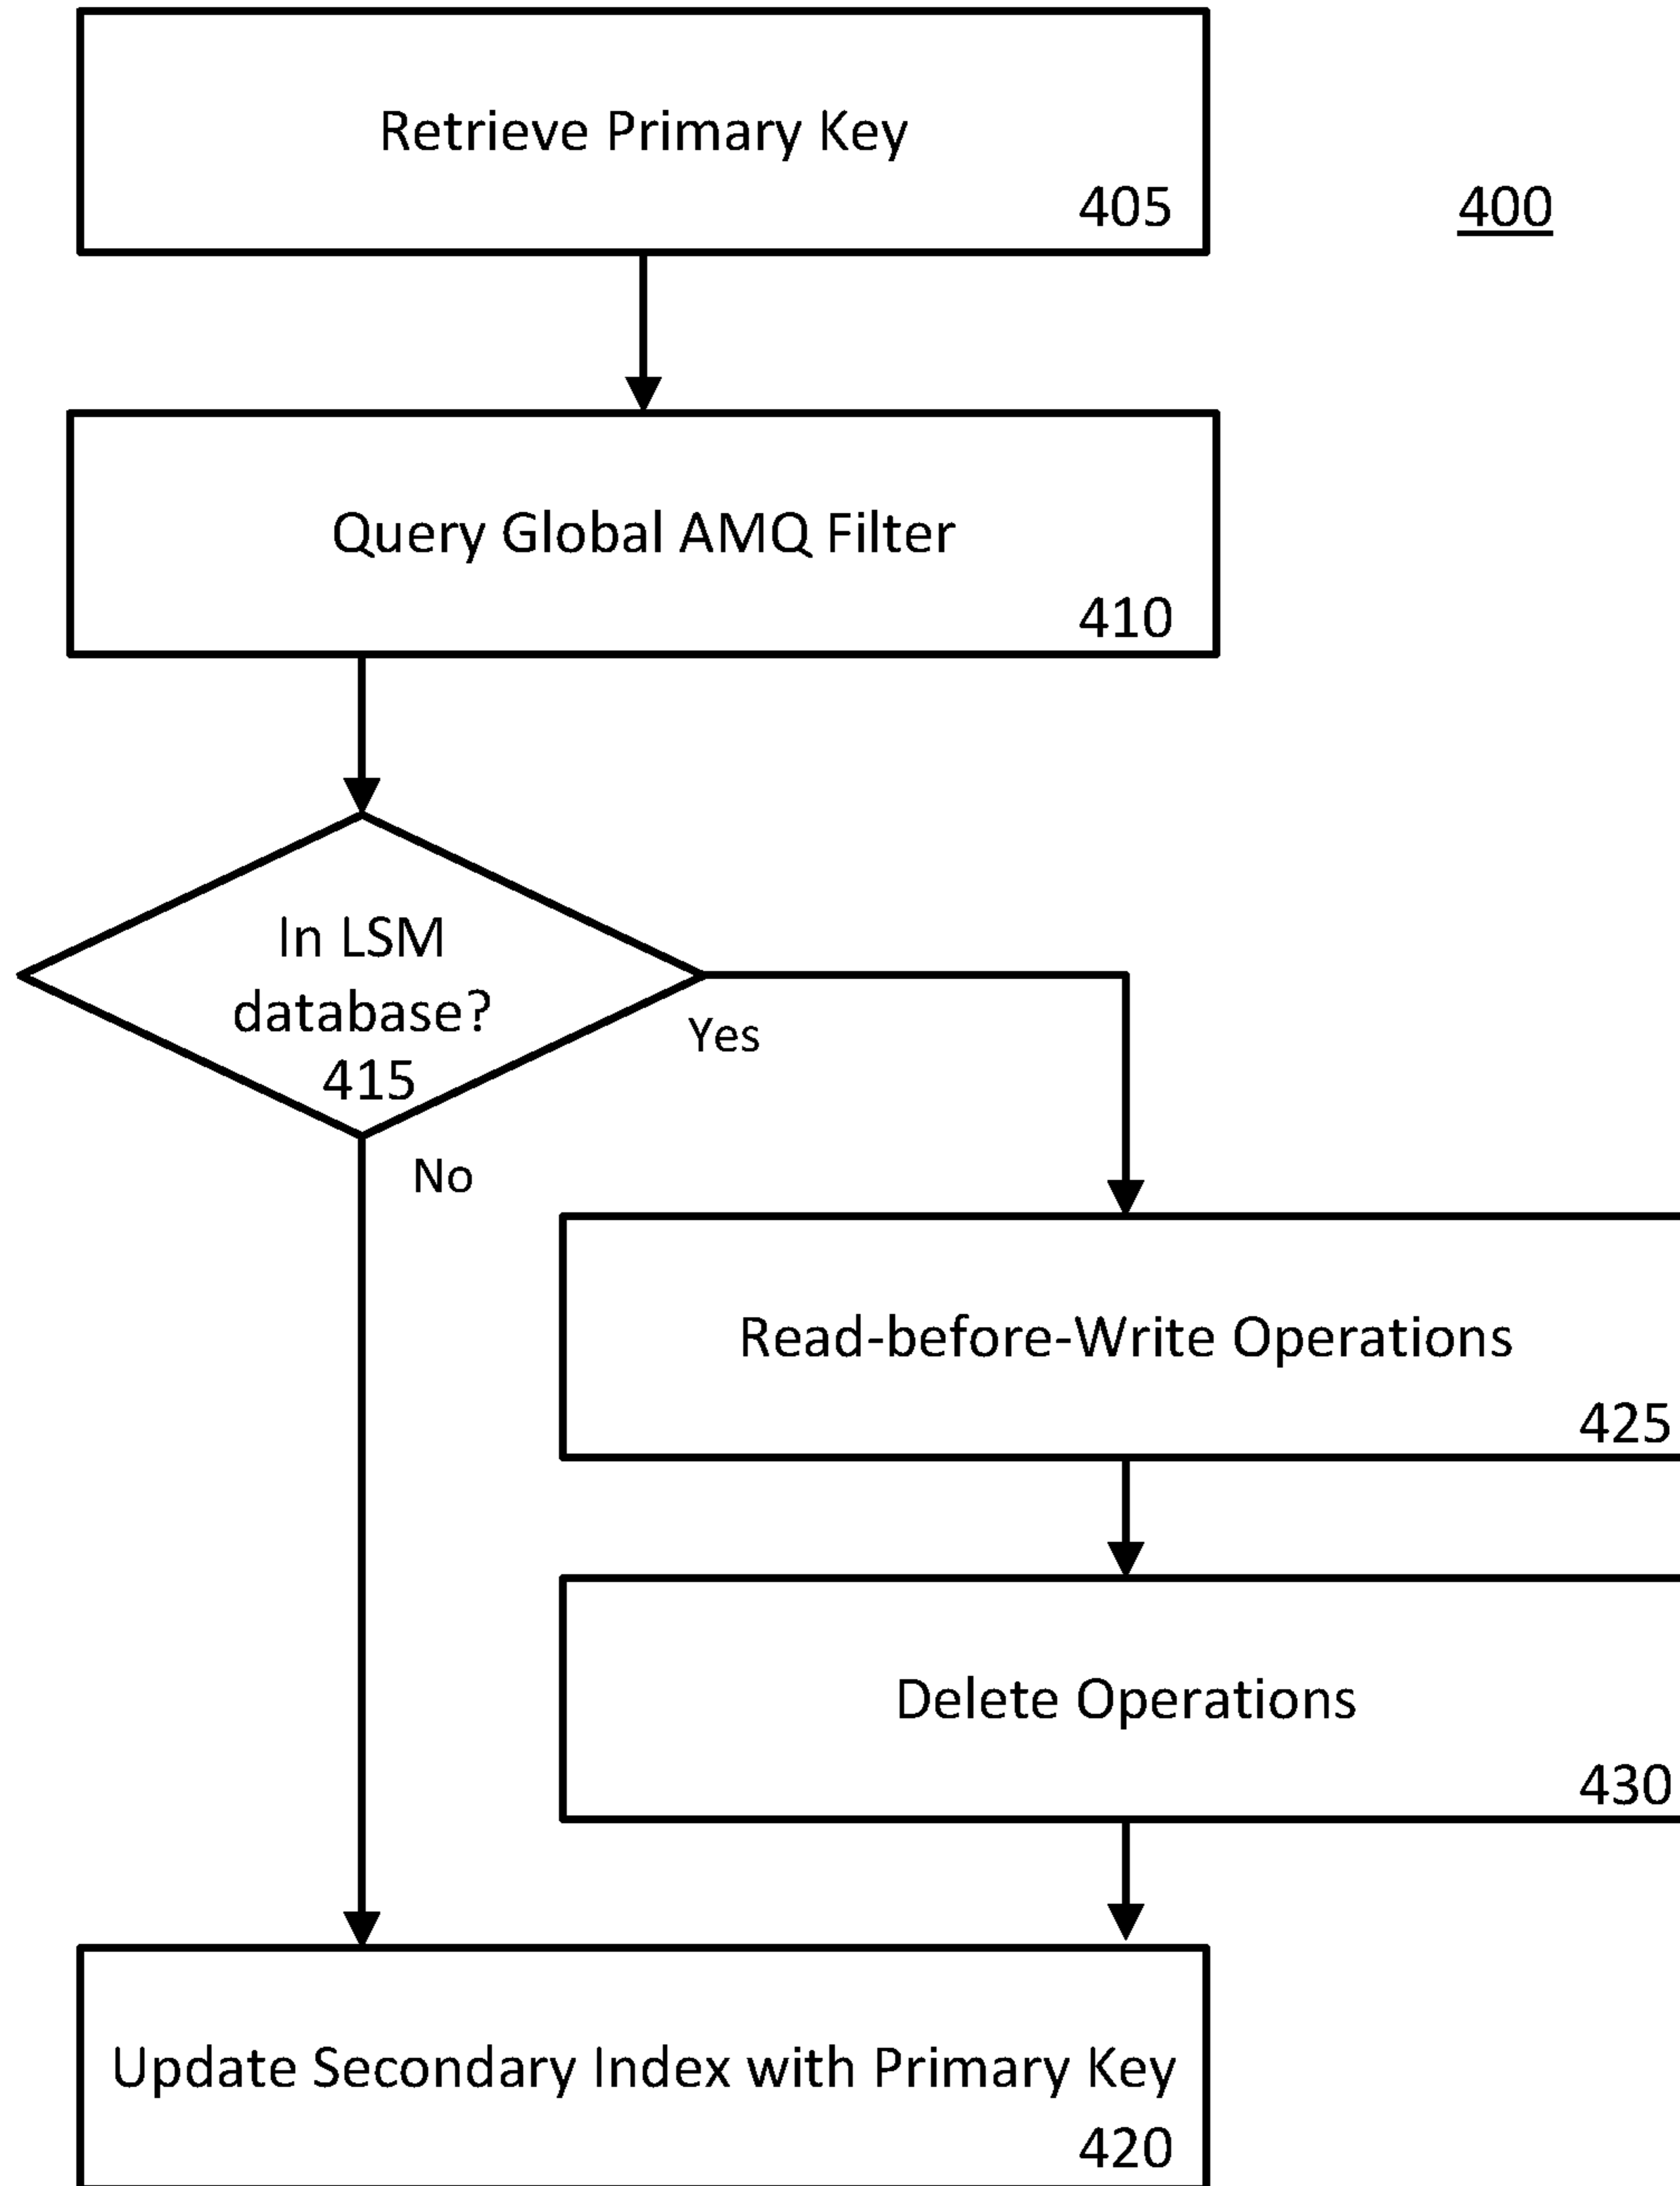 Retrieve Primary Key
405
400
Query Global AMQ Filter
410
In LSM
database?
415
Yes
No
Read-before-Write Operations
425
Delete Operations
430
Update Secondary Index with Primary Key
420